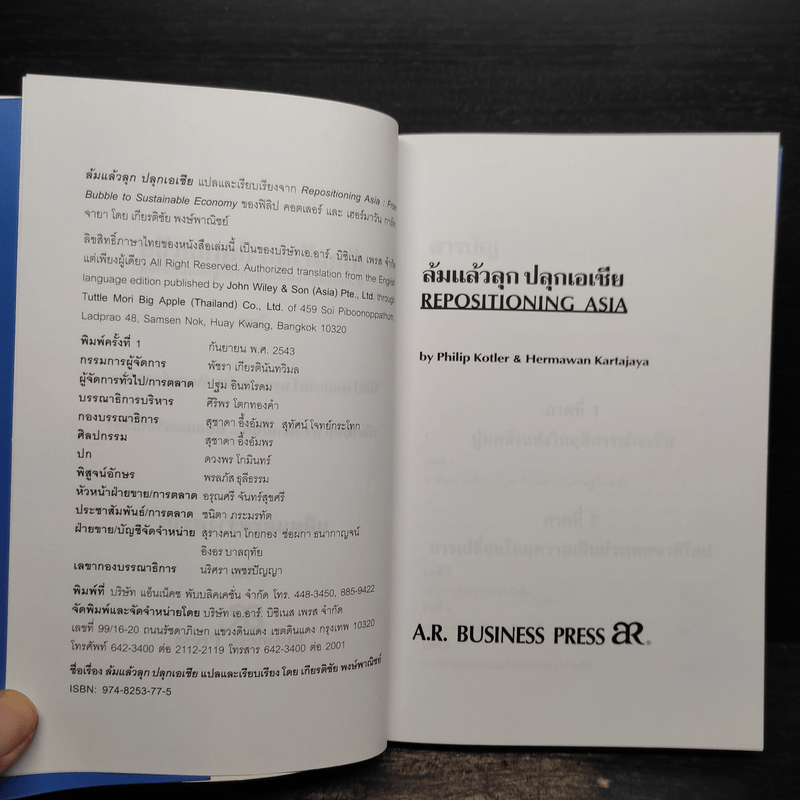 ล้มแล้วลุก ปลุกเอเชีย แปลและเรียบเรียงจาก Repositioning Asia : From
Bubble to Sustainable Economy ของฟิลิป คอตเลอร์ และ เฮอร์มาวัน การ์ตา
จายา โดย เกียรติชัย พงษ์พาณิชย์
ลิขสิทธิ์ภาษาไทยของหนังสือเล่มนี้ เป็นของบริษัทเอ.อาร์. บิซิเนส เพรส จำกัด
แต่เพียงผู้เดียว All Right Reserved. Authorized translation from the English
language edition published by John Wiley & Son (Asia) Pte., Ltd. through
Tuttle Mori Big Apple (Thailand) Co., Ltd. of 459 Soi Piboonoppathum,
Ladprao 48, Samsen Nok, Huay Kwang, Bangkok 10320
พิมพ์ครั้งที่ 1 กันยายน พ.ศ. 2543
กรรมการผู้จัดการ พัชรา เกียรตินันทวิมล
ผู้จัดการทั่วไป/การตลาด ปฐม อินทโรดม
บรรณาธิการบริหาร ศิริพร โตกทองคำ
กองบรรณาธิการ สุชาดา อึ้งอัมพร สุทัศน์ โจทย์กระโทก
ศิลปกรรม สุชาดา อึ้งอัมพร
ปก ดวงพร โกมินทร์
พิสูจน์อักษร พรลภัส ธุลีธรรม
หัวหน้าฝ่ายขาย/การตลาด อรุณศรี จันทร์สุขศรี
ประชาสัมพันธ์/การตลาด ชนิตา ภระมรทัต
ฝ่ายขาย/บัญชีจัดจำหน่าย สุรางคนา โกยกอง ช่อผกา ธนากาญจน์
อิงอร บาลฤทัย
เลขากองบรรณาธิการ นริศรา เพชรปัญญา
พิมพ์ที่ บริษัท แอ็นเน็คซ พับบลิคเคชั่น จำกัด โทร. 448-3450, 885-9422
จัดพิมพ์และจัดจำหน่ายโดย บริษัท เอ.อาร์. บิซิเนส เพรส จำกัด
เลขที่ 99/16-20 ถนนรัชดาภิเษก แขวงดินแดง เขตดินแดง กรุงเทพ 10320
โทรศัพท์ 642-3400 ต่อ 2112-2119 โทรสาร 642-3400 ต่อ 2001
ชื่อเรื่อง ล้มแล้วลุก ปลุกเอเชีย แปลและเรียบเรียง โดย เกียรติชัย พงษ์พาณิชย์
ISBN: 974-8253-77-5
ล้มแล้วลุก ปลุกเอเชีย
REPOSITIONING ASIA
by Philip Kotler & Hermawan Kartajaya
A.R. BUSINESS PRESS aR®